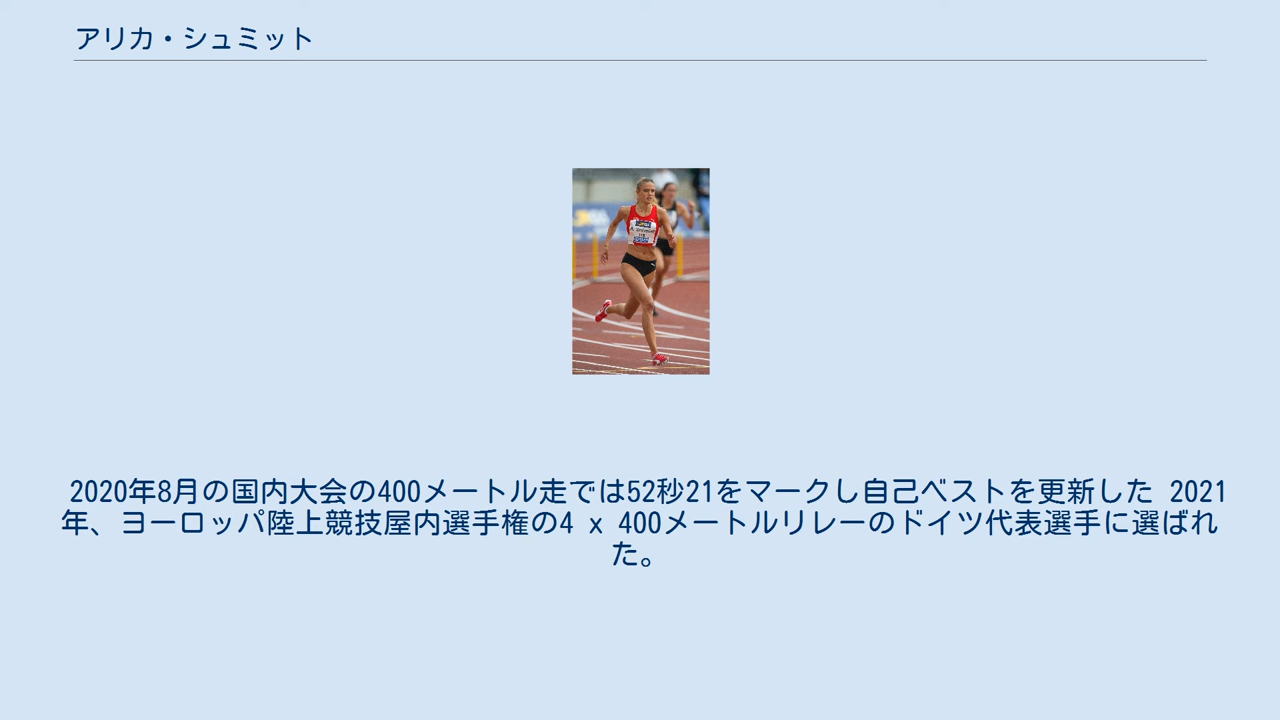 アリカ・シュミット
2020年8月の国内大会の400メートル走では52秒21をマークし自己ベストを更新した 2021
年、ヨーロッパ陸上競技屋内選手権の4 x 400メートルリレーのドイツ代表選手に選ばれ
た。